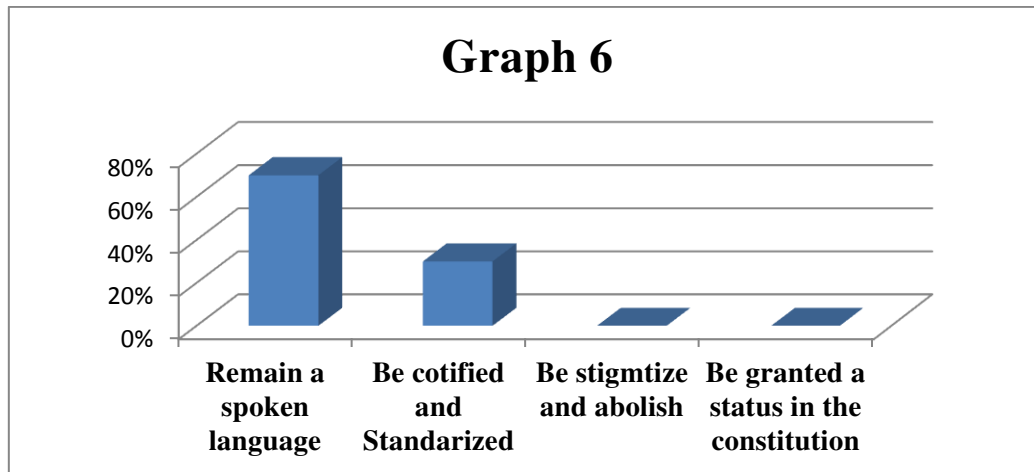 Graph 6
80%
60%
40%
20%
0%
Remain a
spoken
language
Be cotified
and
Standarized
Be stigmtize
and abolish
Be granted a
status in the
constitution